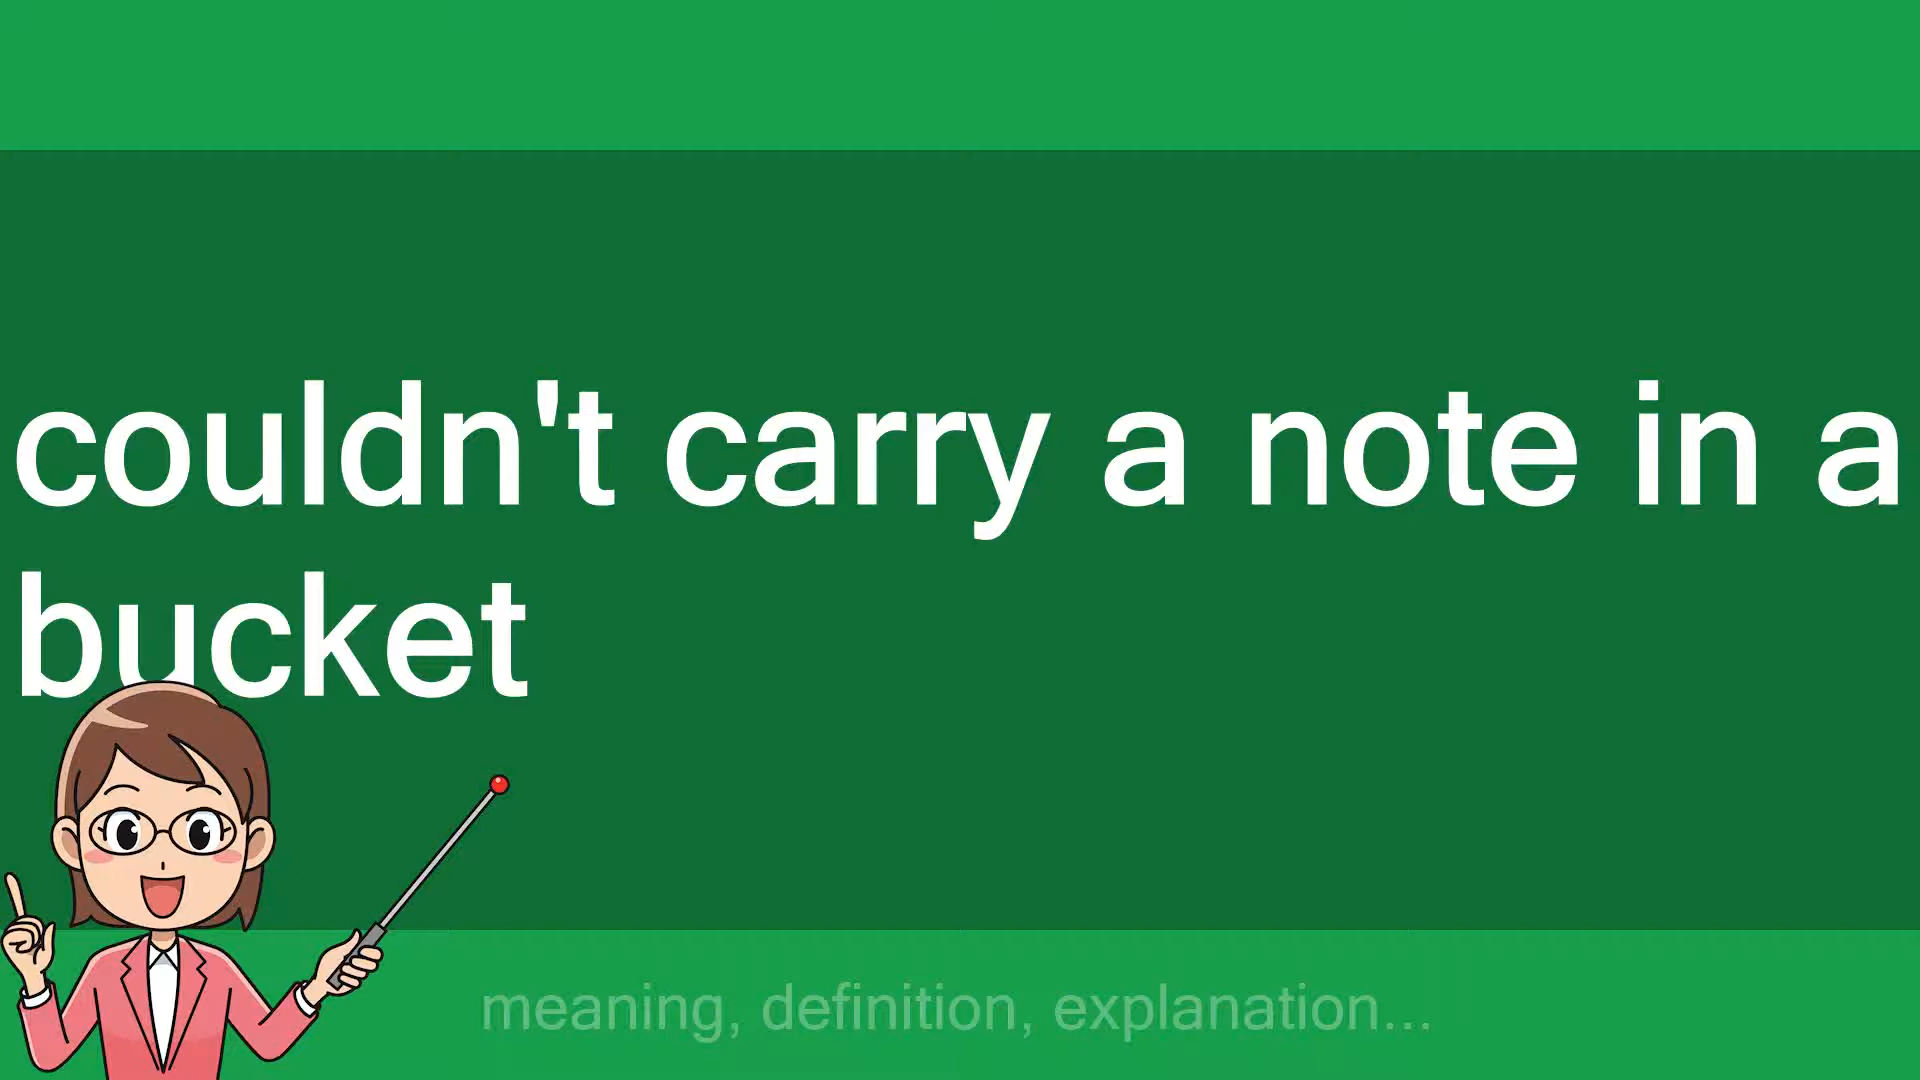 couldn't carry a note in a
bucket
meaning, definition, explanation...